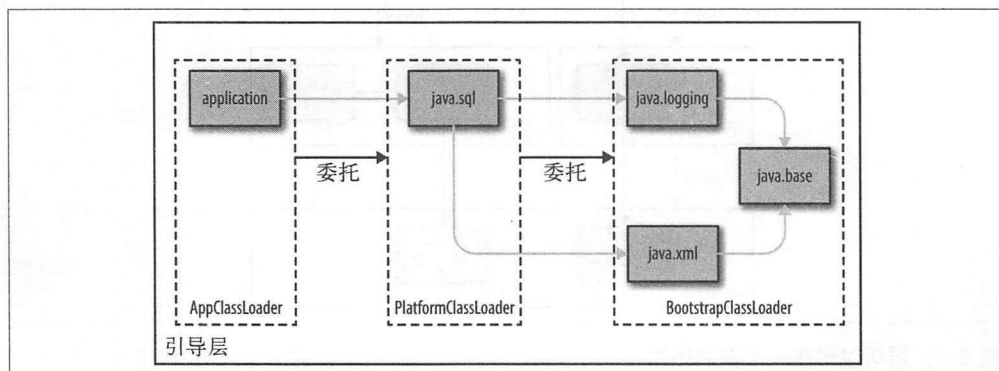 application
java.sql
java.logging
委托
委托
java.base
java.xml
AppClassLoader
PlatformClassLoader
BootstrapClassLoader
引导层